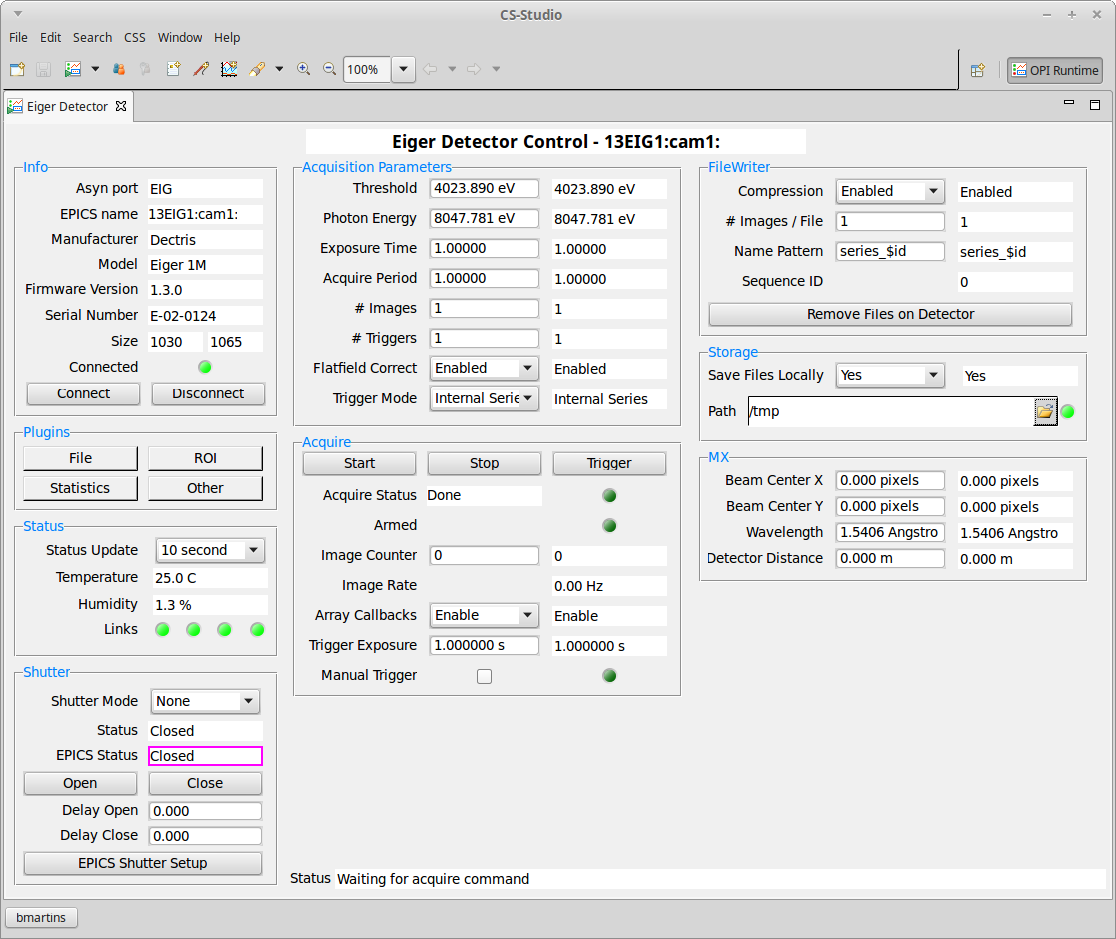 CS-Studio
File Edit Search CSS Window Help
100%
OPI Runtime
Eiger Detector
Eiger Detector Control - 13EIG1:cam1:
Info
Asyn port EIG
EPICS name 13EIG1:cam1:
Manufacturer Dectris
Model Eiger 1M
Firmware Version 1.3.0
Serial Number E-02-0124
Size 1030 1065
Connected
Connect Disconnect
Plugins
File ROI
Statistics Other
Status
Status Update 10 second
Temperature 25.0 C
Humidity 1.3 %
Links
Shutter
Shutter Mode None
Status Closed
EPICS Status Closed
Open Close
Delay Open 0.000
Delay Close 0.000
EPICS Shutter Setup
Acquisition Parameters
Threshold 4023.890 eV 4023.890 eV
Photon Energy 8047.781 eV 8047.781 eV
Exposure Time 1.00000 1.00000
Acquire Period 1.00000 1.00000
# Images 1 1
# Triggers 1 1
Flatfield Correct Enabled Enabled
Trigger Mode Internal Serie Internal Series
Acquire
Start Stop Trigger
Acquire Status Done
Armed
Image Counter 0 0
Image Rate 0.00 Hz
Array Callbacks Enable Enable
Trigger Exposure 1.000000 s 1.000000 s
Manual Trigger
FileWriter
Compression Enabled Enabled
# Images / File 1 1
Name Pattern series_$id series_$id
Sequence ID 0
Remove Files on Detector
Storage
Save Files Locally Yes Yes
Path /tmp
MX
Beam Center X 0.000 pixels 0.000 pixels
Beam Center Y 0.000 pixels 0.000 pixels
Wavelength 1.5406 Angstro 1.5406 Angstro
Detector Distance 0.000 m 0.000 m
Status Waiting for acquire command
bmartins